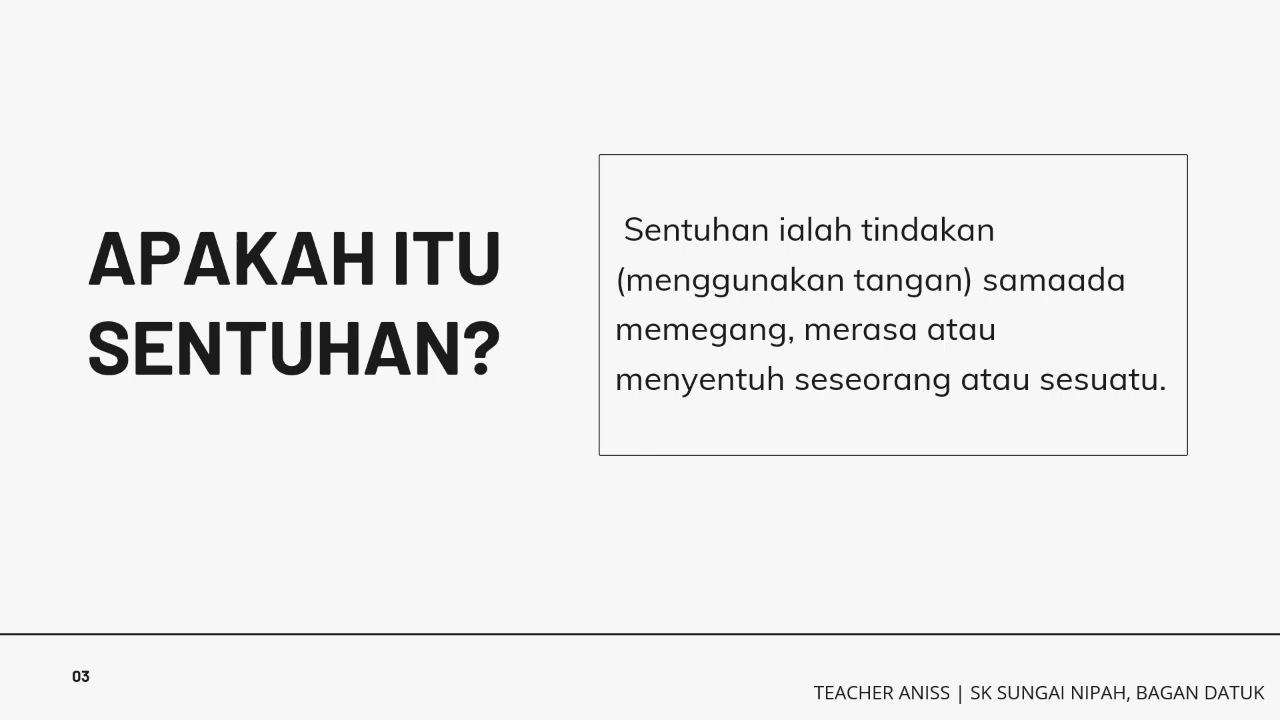 APAKAH ITU
SENTUHAN?
Sentuhan ialah tindakan
(menggunakan tangan) samaada
memegang, merasa atau
menyentuh seseorang atau sesuatu.
03
TEACHER ANISS | SK SUNGAI NIPAH, BAGAN DATUK